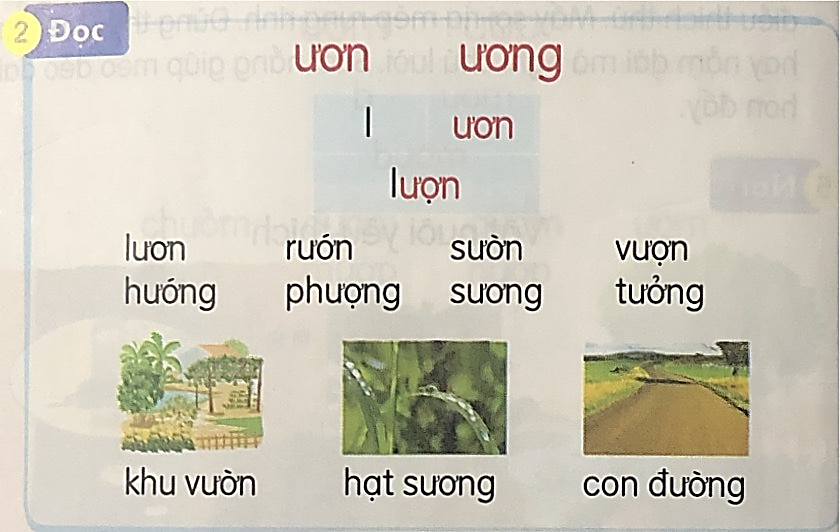 2 Đọc
ươn ương
l ươn
lượn
lươn rướn sườn vượn
hướng phượng sương tưởng
khu vườn hạt sương con đường